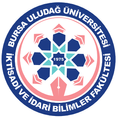 BURSA ULUDAĞ ÜNİVERSİTESİ
1975
İKTİSADİ VE İDARİ BİLİMLER FAKÜLTESİ